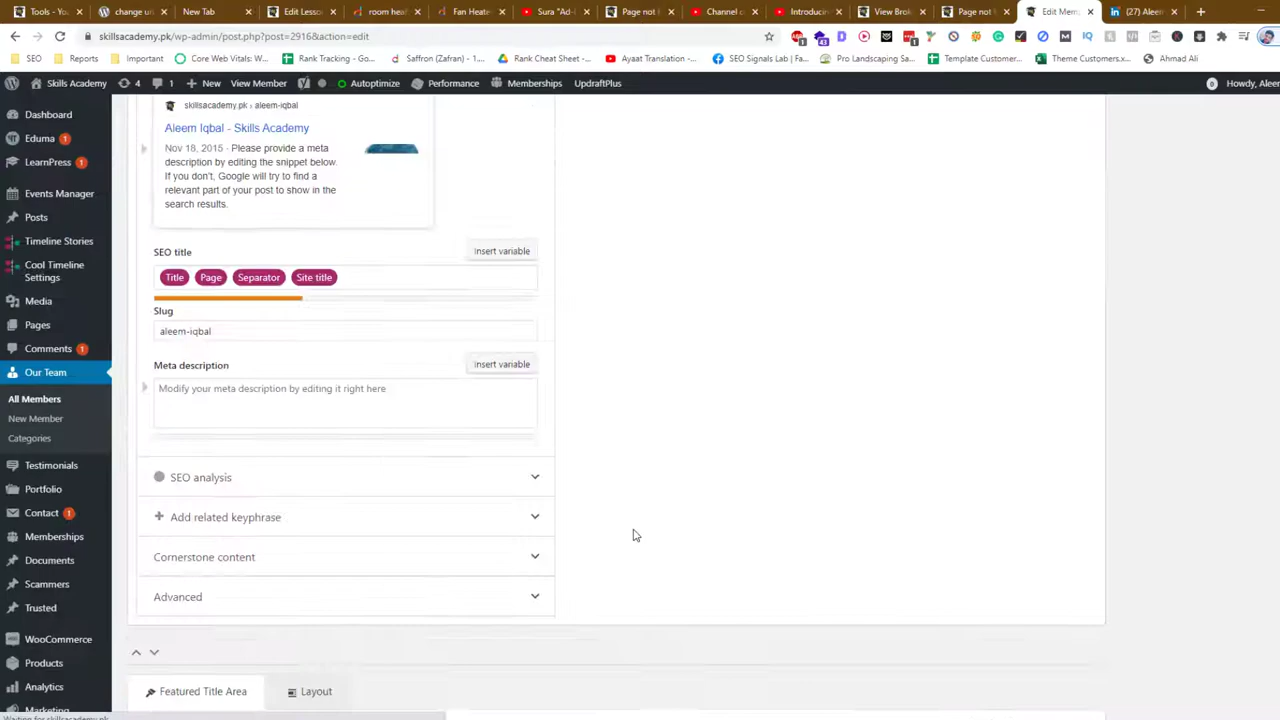 Tools - Yo
change u
New Tab
Edit Lesso
room hea
Fan Heate
Sura "Ad-
Page not
Channel c
Introducin
View Brok
Page not
Edit Mem
(27) Aleem
skillsacademy.pk/wp-admin/post.php?post=2916&action=edit
SEO
Reports
Important
Core Web Vitals: W...
Rank Tracking - Go...
Saffron (Zafran) (1...
Rank Cheat Sheet -...
Ayaat Translation -...
SEO Signals Lab | Fa...
Pro Landscaping Sa...
Template Customer...
Theme Customers.x...
Ahmad Ali
Skills Academy
4
1
New
View Member
Autoptimize
Performance
Memberships
UpdraftPlus
Howdy, Aleer
Dashboard
Eduma 1
LearnPress 1
Events Manager
Posts
Timeline Stories
Cool Timeline
Settings
Media
Pages
Comments 1
Our Team
All Members
New Member
Categories
Testimonials
Portfolio
Contact 1
Memberships
Documents
Scammers
Trusted
WooCommerce
Products
Analytics
Marketing
skillsacademy.pk › aleem-iqbal
Aleem Iqbal - Skills Academy
Nov 18, 2015 · Please provide a meta
description by editing the snippet below.
If you don't, Google will try to find a
relevant part of your post to show in the
search results.
SEO title
Insert variable
Title Page Separator Site title
Slug
aleem-iqbal
Meta description
Insert variable
Modify your meta description by editing it right here
SEO analysis
Add related keyphrase
Cornerstone content
Advanced
Featured Title Area
Layout
Waiting for skillsacademy.pk...